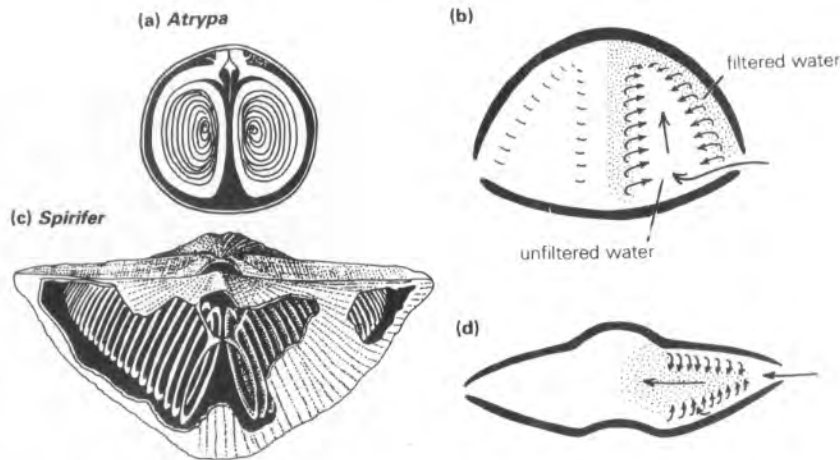 (a) Atrypa
(b)
filtered water
(c) Spirifer
unfiltered water
(d)